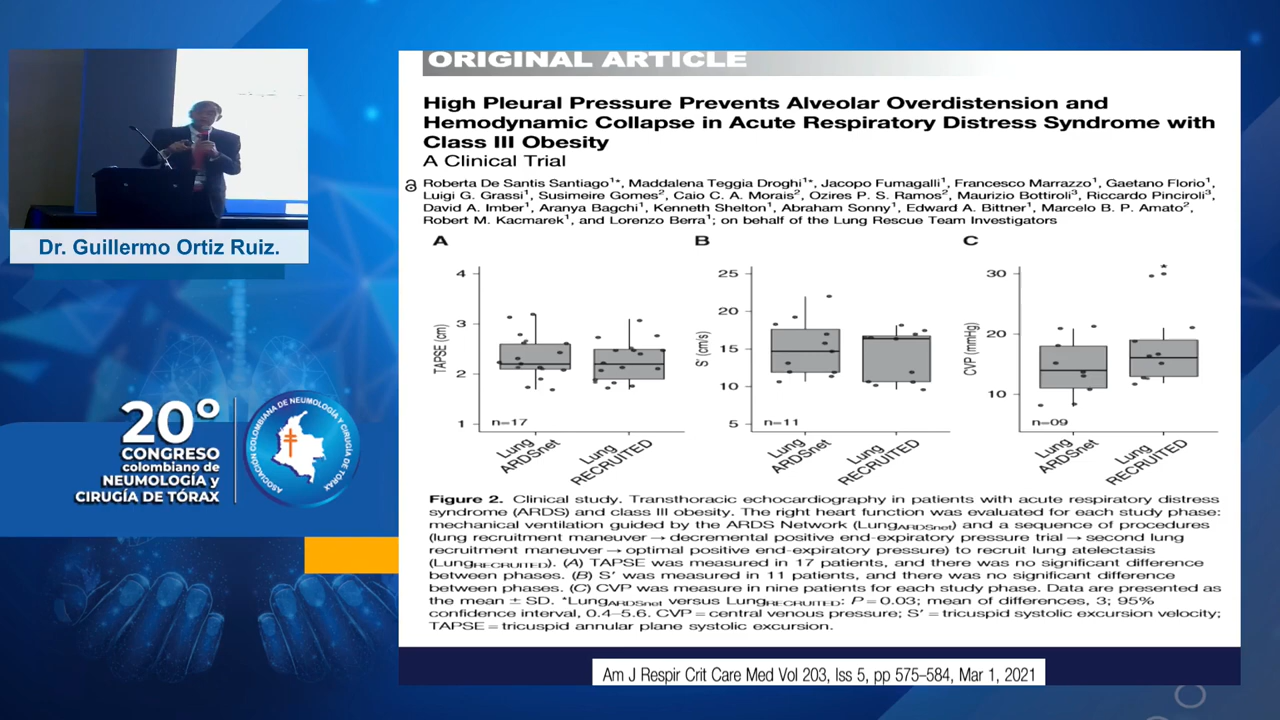 Dr. Guillermo Ortiz Ruiz.
20º
CONGRESO
colombiano de
NEUMOLOGÍA y
CIRUGÍA DE TÓRAX
ASOCIACIÓN COLOMBIANA DE NEUMOLOGÍA Y CIRUGÍA DE TÓRAX
ORIGINAL ARTICLE
High Pleural Pressure Prevents Alveolar Overdistension and
Hemodynamic Collapse in Acute Respiratory Distress Syndrome with
Class III Obesity
A Clinical Trial
Roberta De Santis Santiago1*, Maddalena Teggia Droghi1*, Jacopo Fumagalli1, Francesco Marrazzo1, Gaetano Florio1,
Luigi G. Grassi1, Susimeire Gomes2, Caio C. A. Morais2, Ozires P. S. Ramos2, Maurizio Bottiroli3, Riccardo Pinciroli3,
David A. Imber1, Aranya Bagchi1, Kenneth Shelton1, Abraham Sonny1, Edward A. Bittner1, Marcelo B. P. Amato2,
Robert M. Kacmarek1, and Lorenzo Berra1; on behalf of the Lung Rescue Team Investigators
A
TAPSE (cm)
4
3
2
1
n=17
Lung ARDSnet
Lung RECRUITED
B
S' (cm/s)
25
20
15
10
5
n=11
Lung ARDSnet
Lung RECRUITED
C
CVP (mmHg)
30
20
10
*
n=09
Lung ARDSnet
Lung RECRUITED
Figure 2. Clinical study. Transthoracic echocardiography in patients with acute respiratory distress
syndrome (ARDS) and class III obesity. The right heart function was evaluated for each study phase:
mechanical ventilation guided by the ARDS Network (LungARDSnet) and a sequence of procedures
(lung recruitment maneuver → decremental positive end-expiratory pressure trial → second lung
recruitment maneuver → optimal positive end-expiratory pressure) to recruit lung atelectasis
(LungRECRUITED). (A) TAPSE was measured in 17 patients, and there was no significant difference
between phases. (B) S' was measured in 11 patients, and there was no significant difference
between phases. (C) CVP was measure in nine patients for each study phase. Data are presented as
the mean ± SD. *LungARDSnet versus LungRECRUITED: P = 0.03; mean of differences, 3; 95%
confidence interval, 0.4–5.6. CVP = central venous pressure; S' = tricuspid systolic excursion velocity;
TAPSE = tricuspid annular plane systolic excursion.
Am J Respir Crit Care Med Vol 203, Iss 5, pp 575–584, Mar 1, 2021